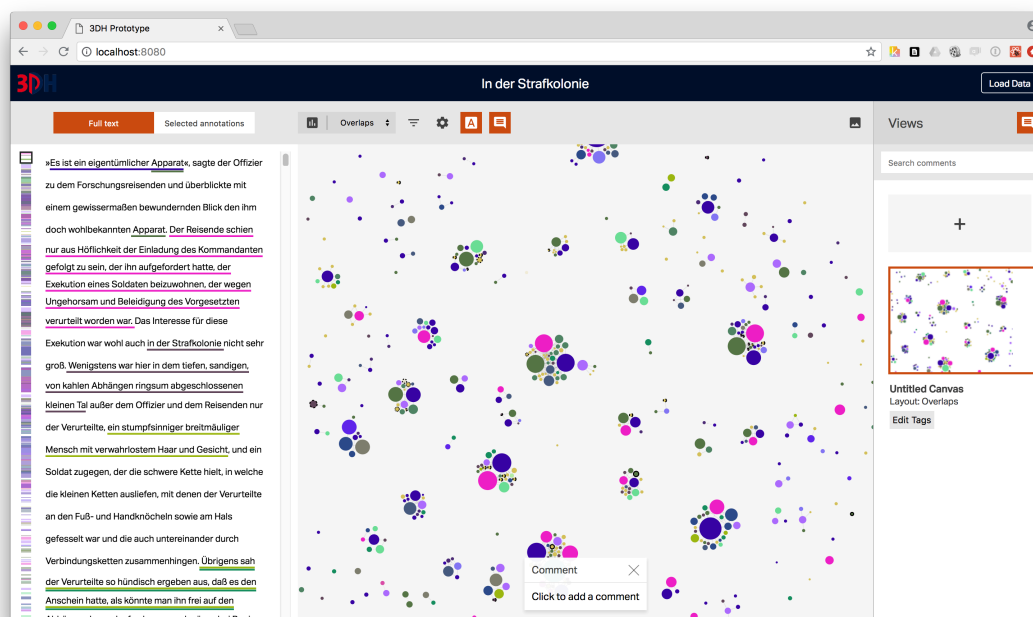 3DH Prototype
localhost:8080
3DH
In der Strafkolonie
Load Data
Full text
Selected annotations
Overlaps
A
Views
Search comments
»Es ist ein eigentümlicher Apparat«, sagte der Offizier
zu dem Forschungsreisenden und überblickte mit
einem gewissermaßen bewundernden Blick den ihm
doch wohlbekannten Apparat. Der Reisende schien
nur aus Höflichkeit der Einladung des Kommandanten
gefolgt zu sein, der ihn aufgefordert hatte, der
Exekution eines Soldaten beizuwohnen, der wegen
Ungehorsam und Beleidigung des Vorgesetzten
verurteilt worden war. Das Interesse für diese
Exekution war wohl auch in der Strafkolonie nicht sehr
groß. Wenigstens war hier in dem tiefen, sandigen,
von kahlen Abhängen ringsum abgeschlossenen
kleinen Tal außer dem Offizier und dem Reisenden nur
der Verurteilte, ein stumpfsinniger breitmäuliger
Mensch mit verwahrlostem Haar und Gesicht, und ein
Soldat zugegen, der die schwere Kette hielt, in welche
die kleinen Ketten ausliefen, mit denen der Verurteilte
an den Fuß- und Handknöcheln sowie am Hals
gefesselt war und die auch untereinander durch
Verbindungsketten zusammenhingen. Übrigens sah
der Verurteilte so hündisch ergeben aus, daß es den
Anschein hatte, als könnte man ihn frei auf den
+
Untitled Canvas
Layout: Overlaps
Edit Tags
Comment
Click to add a comment